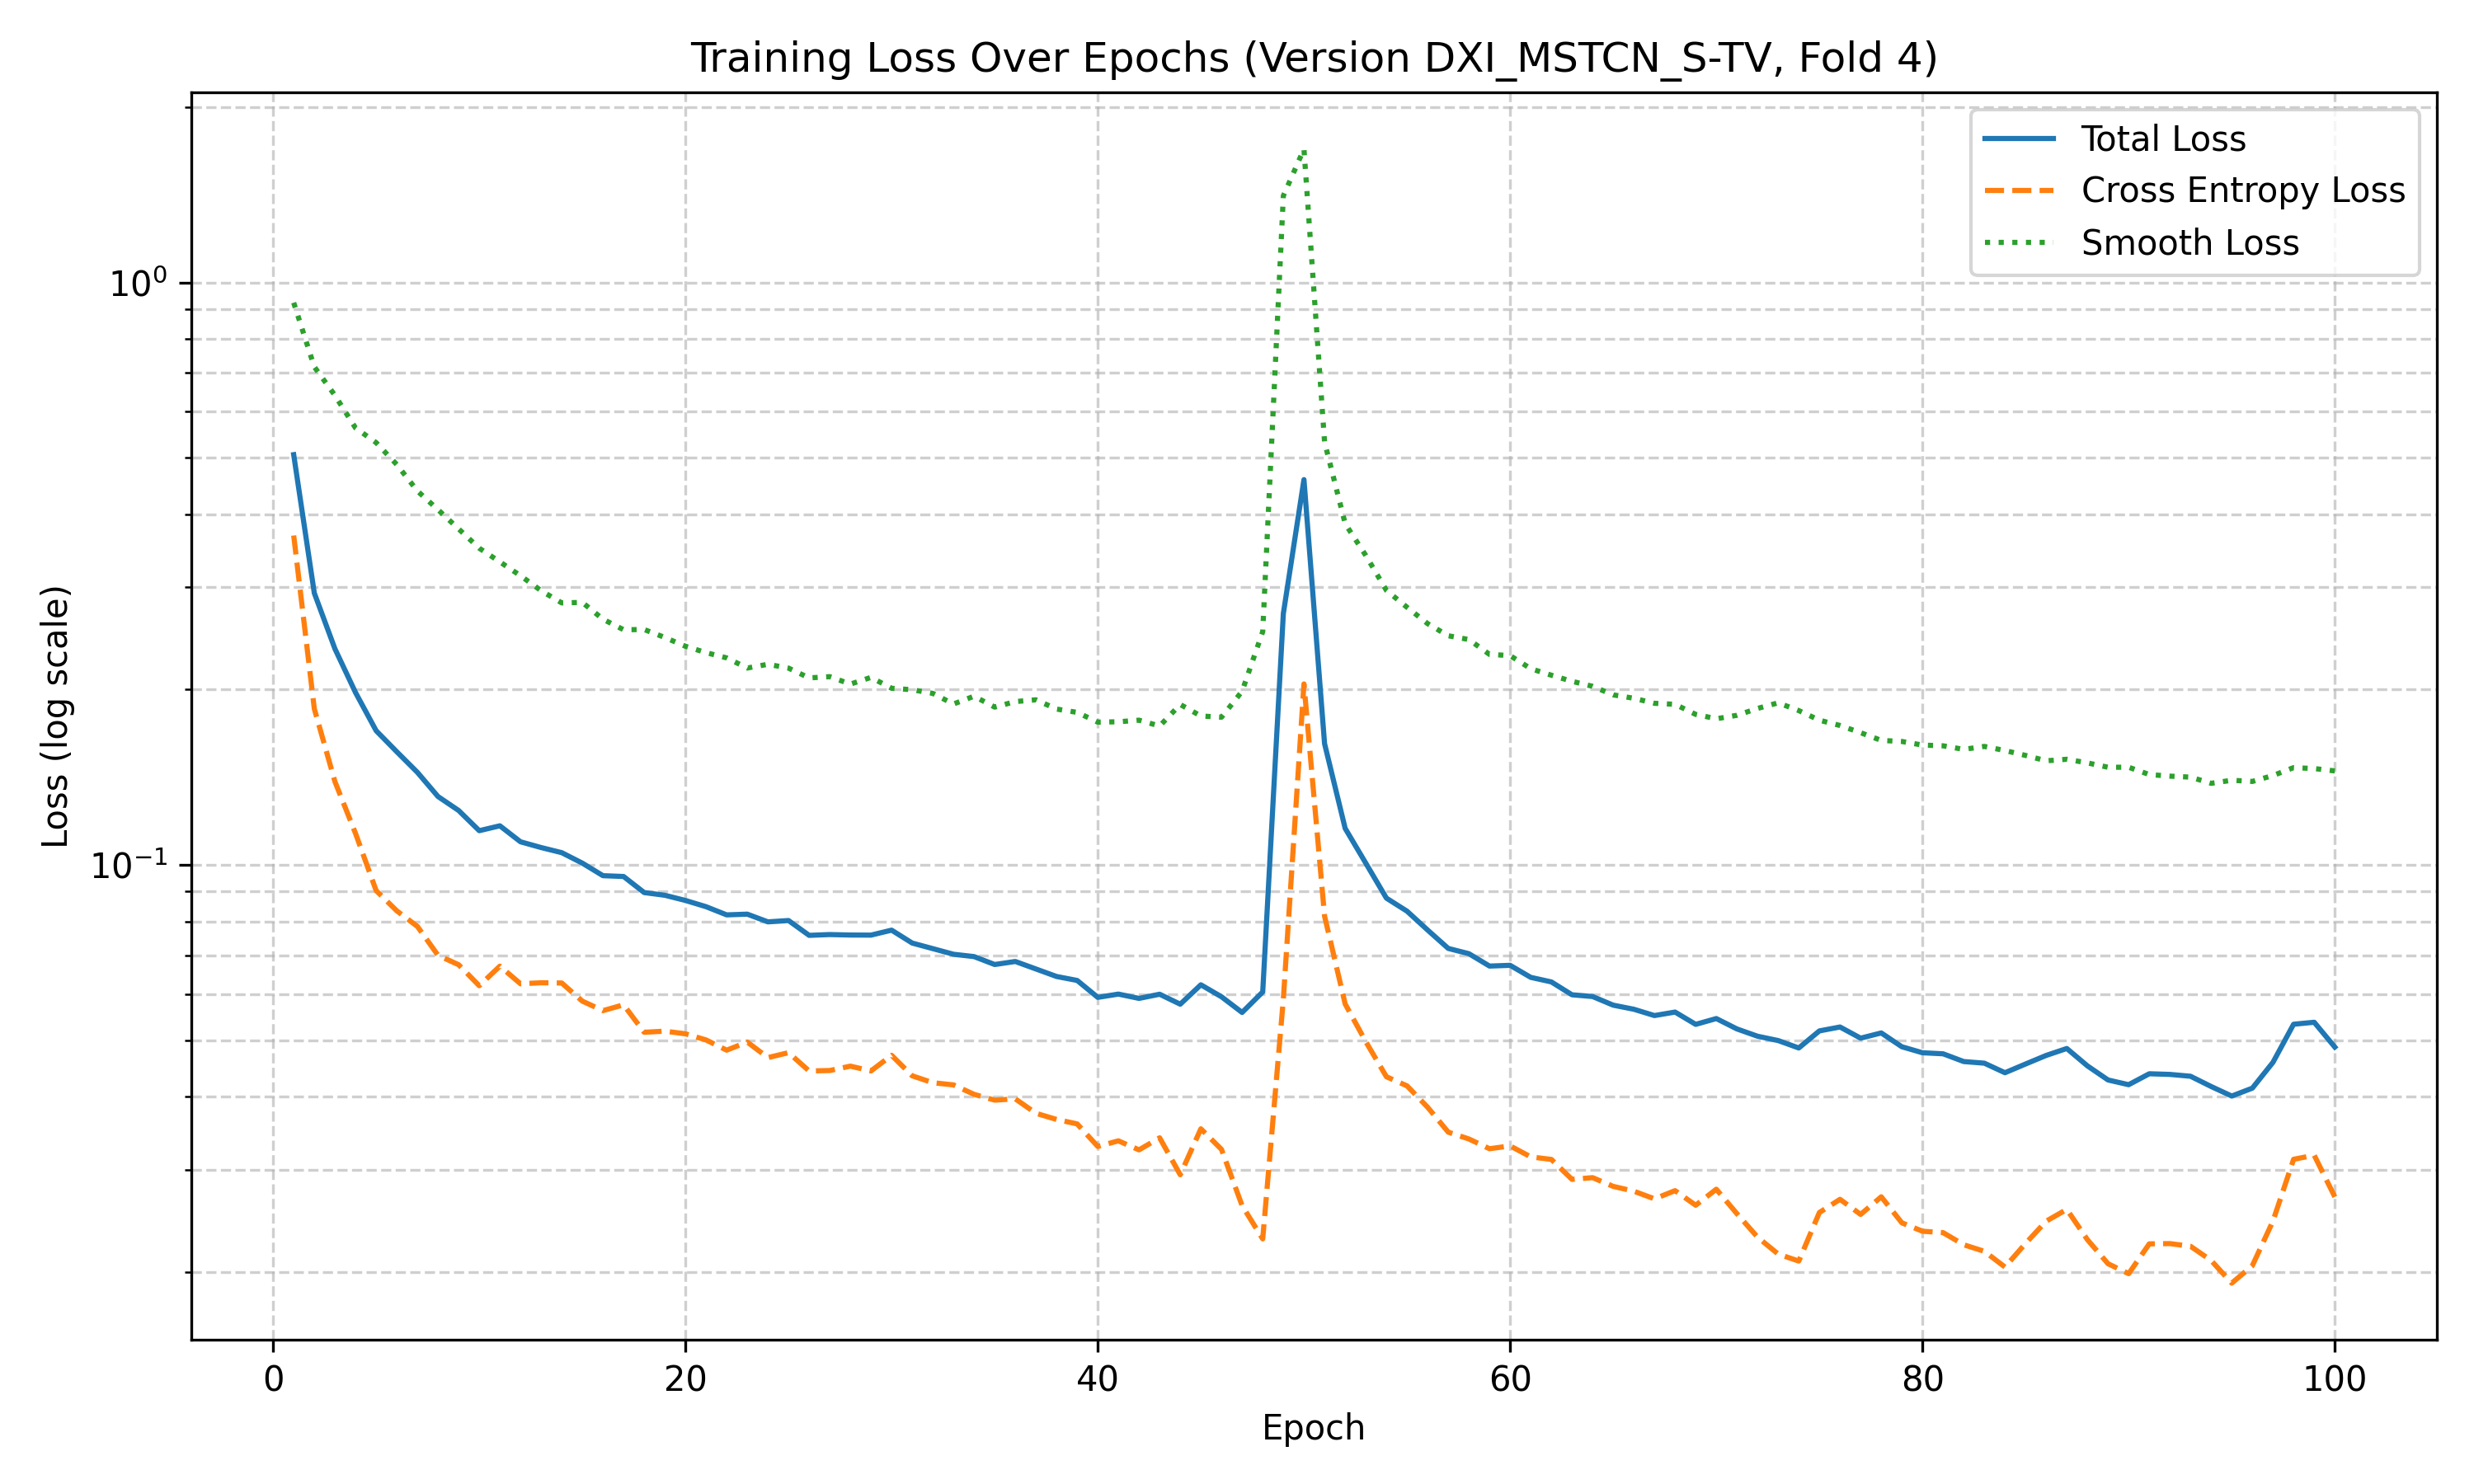 Training Loss Over Epochs (Version DXI_MSTCN_S-TV, Fold 4)
Total Loss
Cross Entropy Loss
Smooth Loss
10⁰
10⁻¹
Loss (log scale)
0 20 40 60 80 100
Epoch